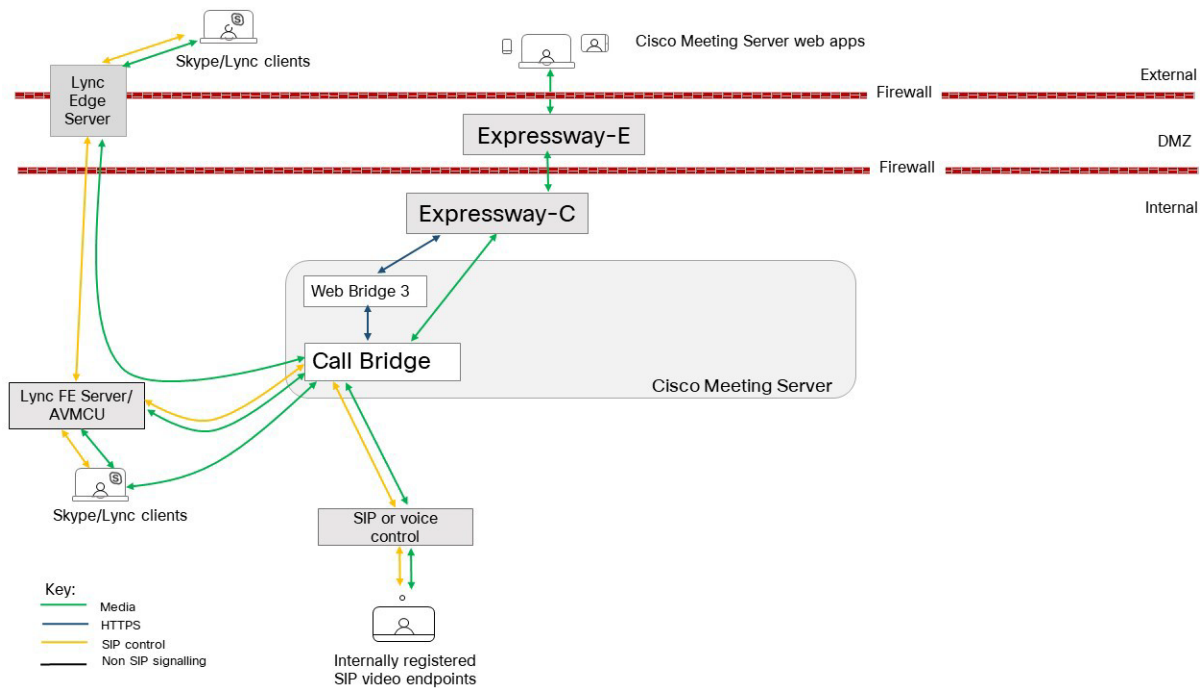 Skype/Lync clients
Cisco Meeting Server web apps
External
Lync
Edge
Server
Firewall
Expressway-E
DMZ
Firewall
Expressway-C
Internal
Web Bridge 3
Call Bridge
Cisco Meeting Server
Lync FE Server/
AVMCU
Skype/Lync clients
SIP or voice
control
Internally registered
SIP video endpoints
Key:
Media
HTTPS
SIP control
Non SIP signalling